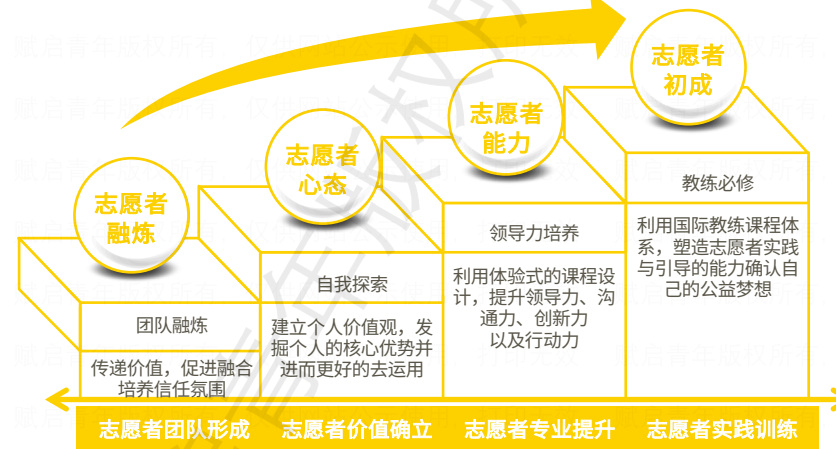 志愿者
融炼
志愿者
心态
志愿者
能力
志愿者
初成
团队融炼
传递价值，促进融合
培养信任氛围
自我探索
建立个人价值观，发
掘个人的核心优势并
进而更好的去运用
领导力培养
利用体验式的课程设
计，提升领导力、沟
通力、创新力
以及行动力
教练必修
利用国际教练课程体
系，塑造志愿者实践
与引导的能力确认自
己的公益梦想
志愿者团队形成
志愿者价值确立
志愿者专业提升
志愿者实践训练